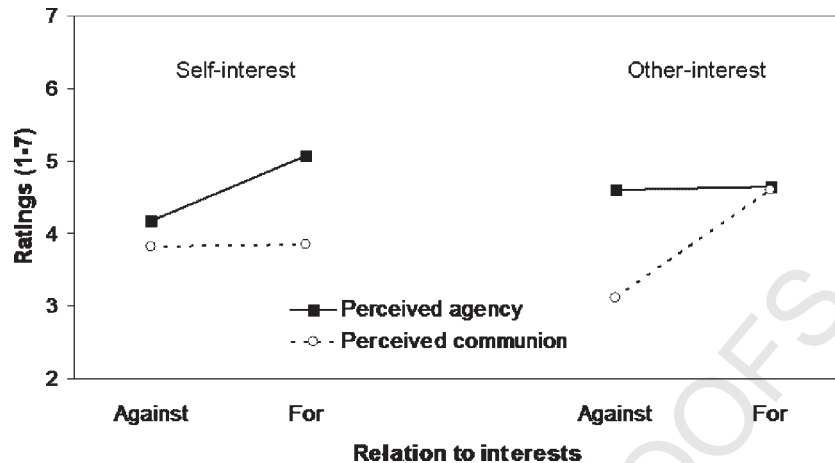 7
6
5
4
3
2
Ratings (1-7)
Self-interest
Other-interest
Perceived agency
Perceived communion
Against
For
Against
For
Relation to interests
OOFS